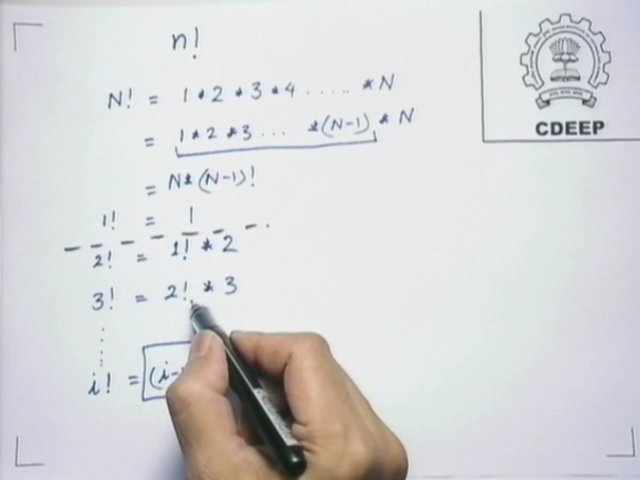 n!
N! = 1 * 2 * 3 * 4 ..... * N
= 1 * 2 * 3 ... * (N-1) * N
= N * (N-1)!
1! = 1
2! = 1! * 2
3! = 2! * 3
i! = (i-
CDEEP